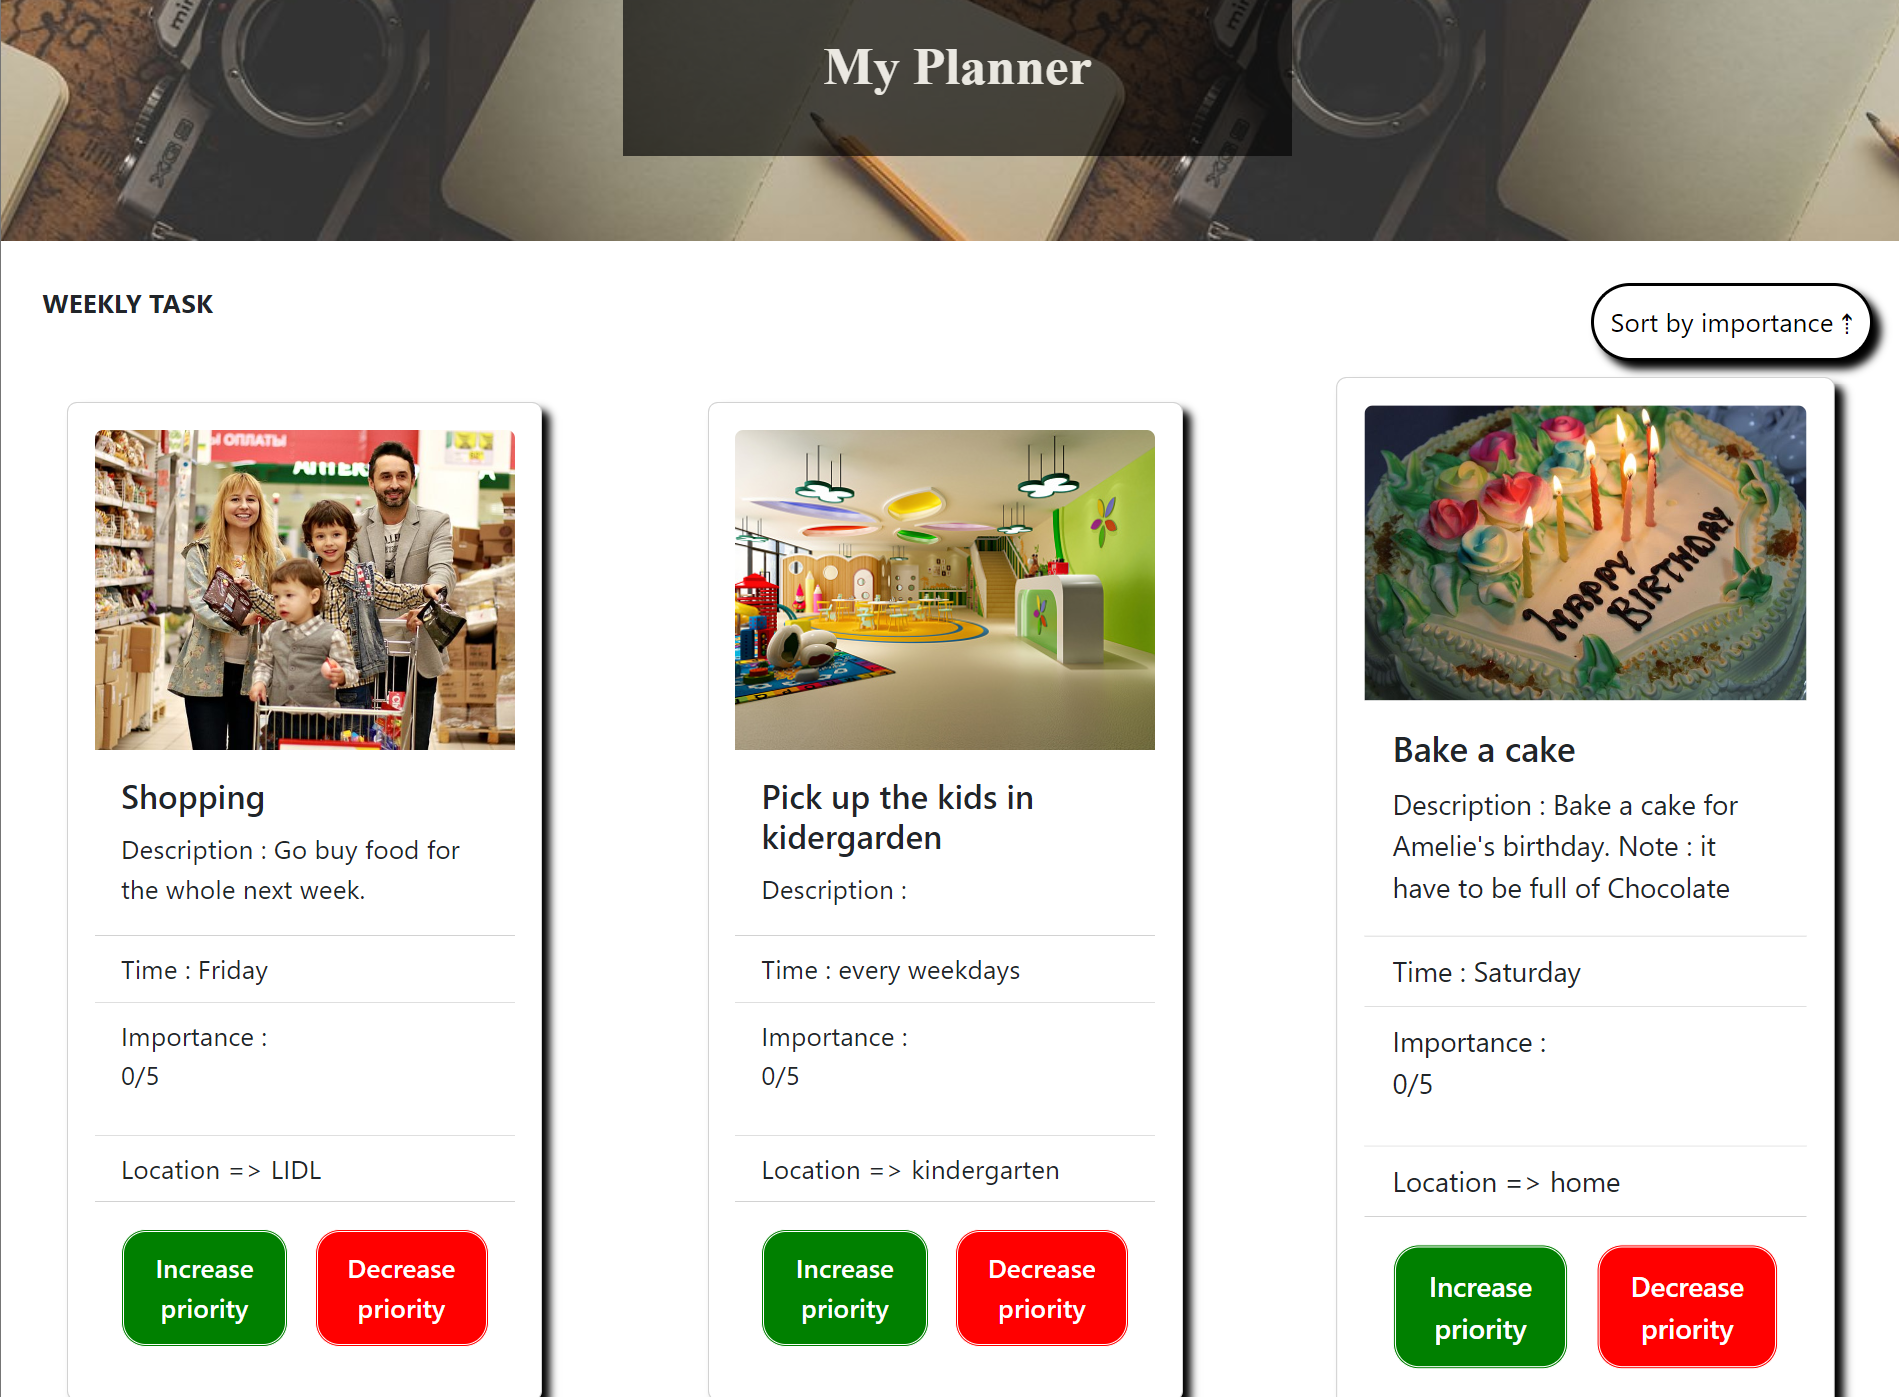 My Planner
WEEKLY TASK
Sort by importance ⇡
Ы ОПЛАТЫ
Shopping
Description : Go buy food for
the whole next week.
Time : Friday
Importance :
0/5
Location => LIDL
Increase
priority
Decrease
priority
Pick up the kids in
kidergarden
Description :
Time : every weekdays
Importance :
0/5
Location => kindergarten
Increase
priority
Decrease
priority
HAPPY
BIRTHDAY
Bake a cake
Description : Bake a cake for
Amelie's birthday. Note : it
have to be full of Chocolate
Time : Saturday
Importance :
0/5
Location => home
Increase
priority
Decrease
priority